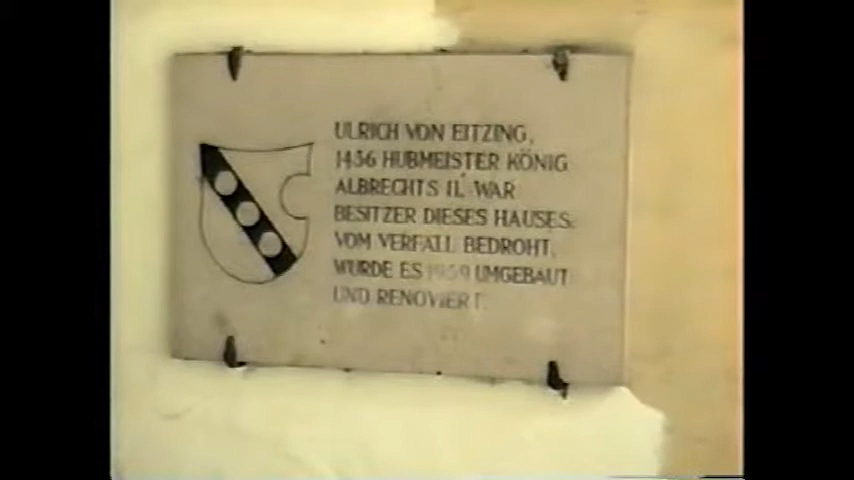 ULRICH VON EITZING,
1436 HUBMEISTER KÖNIG
ALBRECHTS II. WAR
BESITZER DIESES HAUSES.
VOM VERFALL BEDROHT,
WURDE ES 1959 UMGEBAUT
UND RENOVIERT.